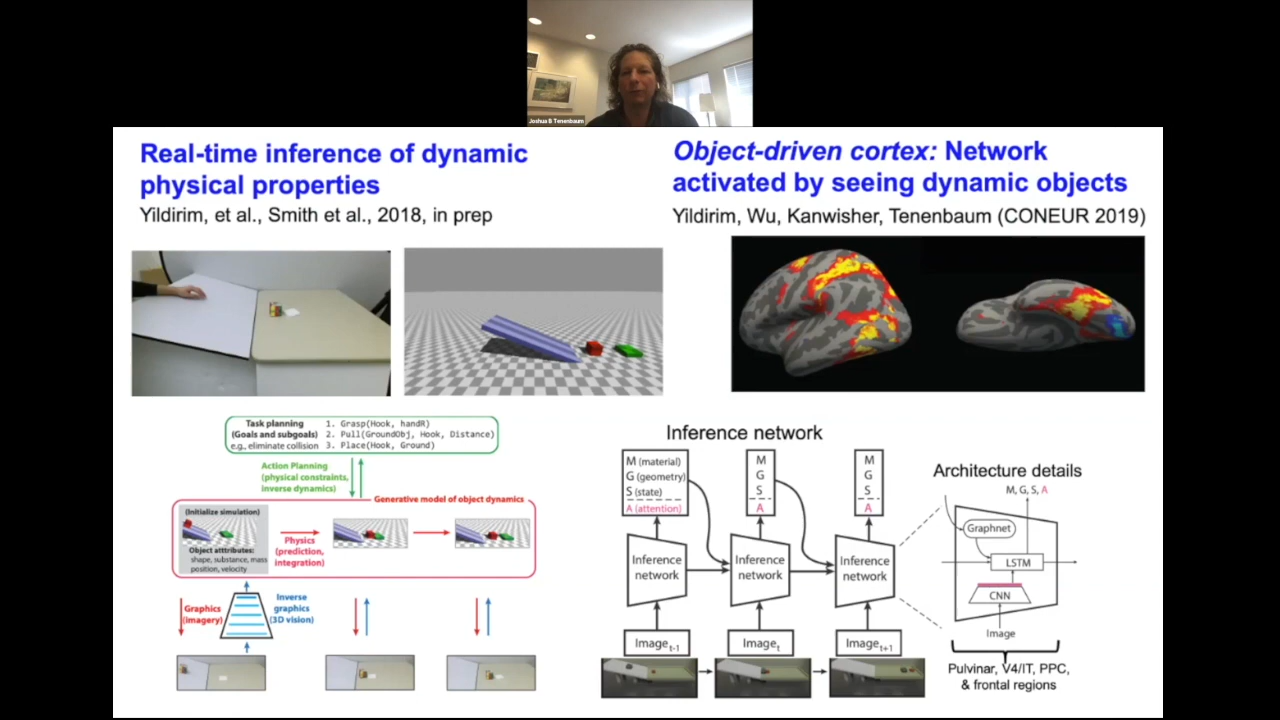 Joshua B Tenenbaum
Real-time inference of dynamic
physical properties
Yildirim, et al., Smith et al., 2018, in prep
Object-driven cortex: Network
activated by seeing dynamic objects
Yildirim, Wu, Kanwisher, Tenenbaum (CONEUR 2019)
Task planning
(Goals and subgoals)
e.g., eliminate collision
1. Grasp(Hook, handR)
2. Pull(GroundObj, Hook, Distance)
3. Place(Hook, Ground)
Action Planning
(physical constraints,
inverse dynamics)
Generative model of object dynamics
(Initialize simulation)
Object atttributes:
shape, substance, mass
position, velocity
Physics
(prediction,
integration)
Graphics
(imagery)
Inverse
graphics
(3D vision)
Inference network
M (material)
G (geometry)
S (state)
A (attention)
M
G
S
A
M
G
S
A
Inference
network
Inference
network
Inference
network
Image t-1
Image t
Image t+1
Architecture details
M, G, S, A
Graphnet
LSTM
CNN
Image
Pulvinar, V4/IT, PPC,
& frontal regions